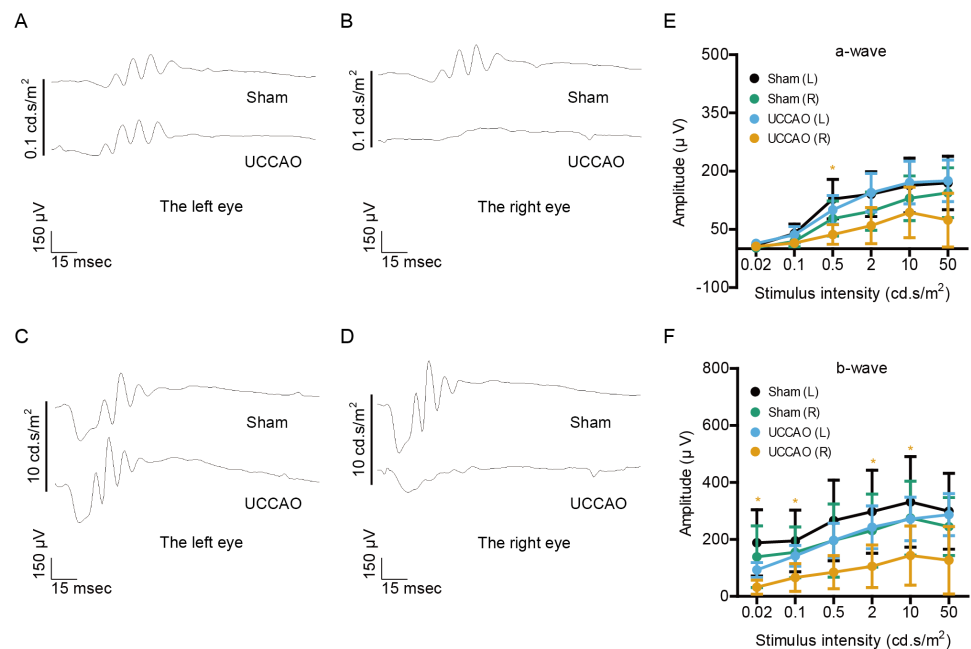 A
0.1 cd.s/m²
Sham
UCCAO
The left eye
150 µV
15 msec
B
0.1 cd.s/m²
Sham
UCCAO
The right eye
150 µV
15 msec
C
10 cd.s/m²
Sham
UCCAO
The left eye
150 µV
15 msec
D
10 cd.s/m²
Sham
UCCAO
The right eye
150 µV
15 msec
E
a-wave
Amplitude (µ V)
500
350
200
50
-100
Sham (L)
Sham (R)
UCCAO (L)
UCCAO (R)
*
0.02 0.1 0.5 2 10 50
Stimulus intensity (cd.s/m²)
F
b-wave
Amplitude (µ V)
800
600
400
200
0
Sham (L)
Sham (R)
UCCAO (L)
UCCAO (R)
* * * *
0.02 0.1 0.5 2 10 50
Stimulus intensity (cd.s/m²)